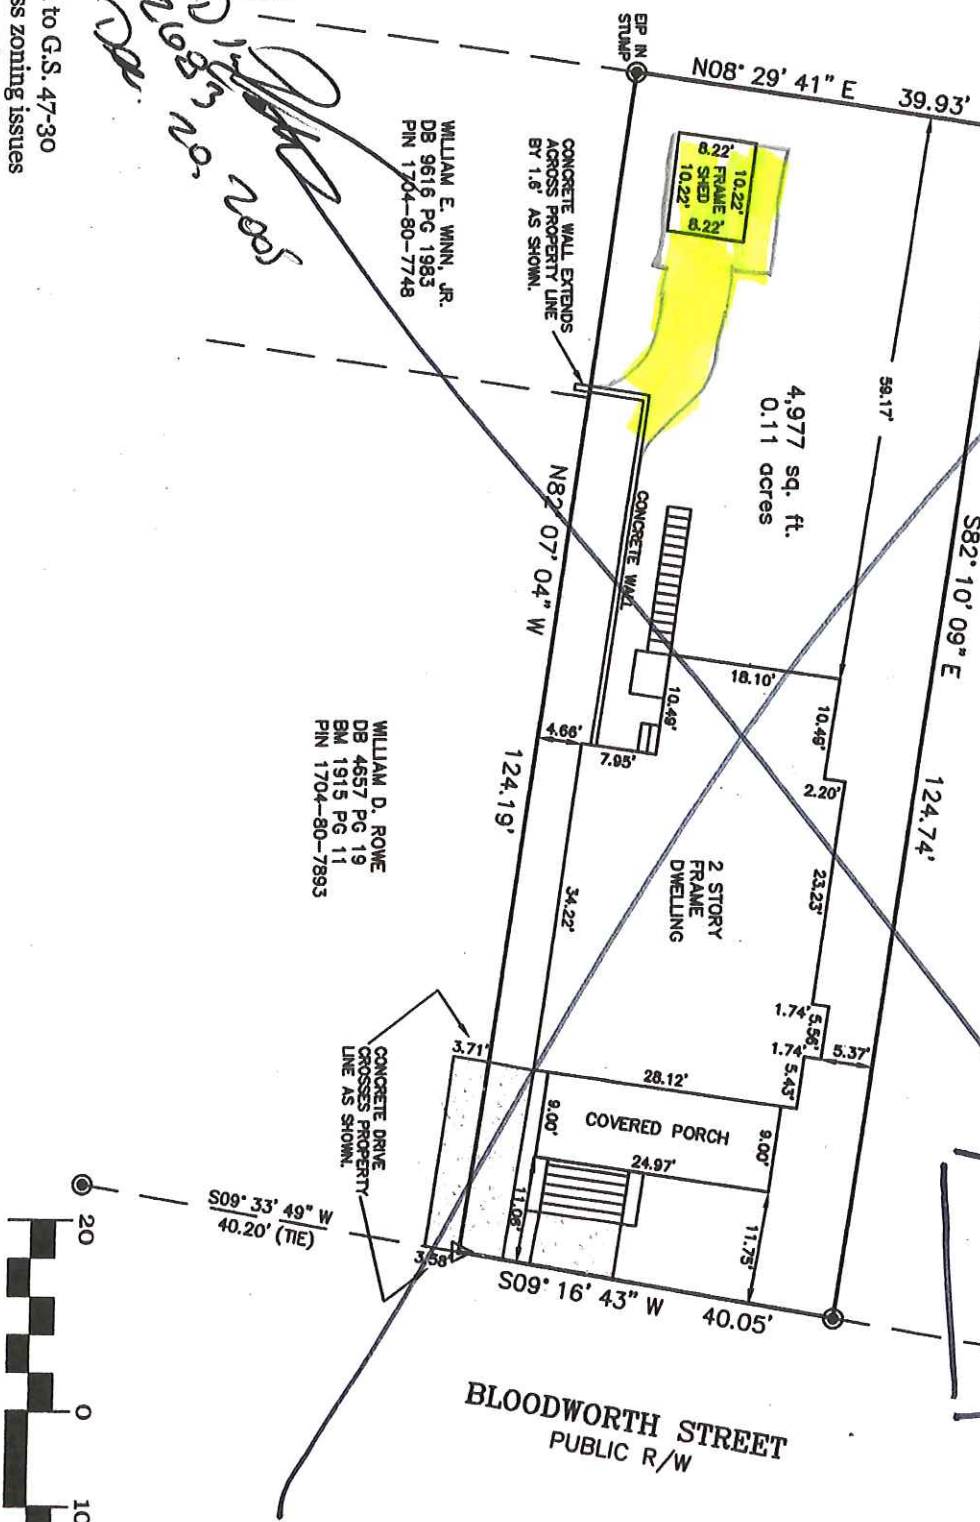 EIP IN
STUMP
N08° 29' 41" E
39.93'
to G.S. 47-30
ss zoning issues
2005
WILLIAM E. WINN, JR.
DB 9616 PG 1983
PIN 1704-80-7748
CONCRETE WALL EXTENDS
ACROSS PROPERTY LINE
BY 1.6' AS SHOWN.
8.22'
10.22'
FRAME
SHED
10.22'
8.22'
59.17'
4,977 sq. ft.
0.11 acres
S82° 10' 09" E
124.74'
CONCRETE WALL
N82° 07' 04" W
124.19'
18.10'
10.49'
10.49'
2.20'
4.66'
7.95'
23.23'
34.22'
2 STORY
FRAME
DWELLING
WILLIAM D. ROWE
DB 4657 PG 19
BM 1915 PG 11
PIN 1704-80-7893
1.74'
5.56'
1.74'
5.43'
5.37'
3.71'
28.12'
9.00'
COVERED PORCH
9.00'
24.97'
11.08'
11.75'
CONCRETE DRIVE
CROSSES PROPERTY
LINE AS SHOWN.
3.58'
S09° 33' 49" W
40.20' (TIE)
S09° 16' 43" W
40.05'
BLOODWORTH STREET
PUBLIC R/W
20
0
10